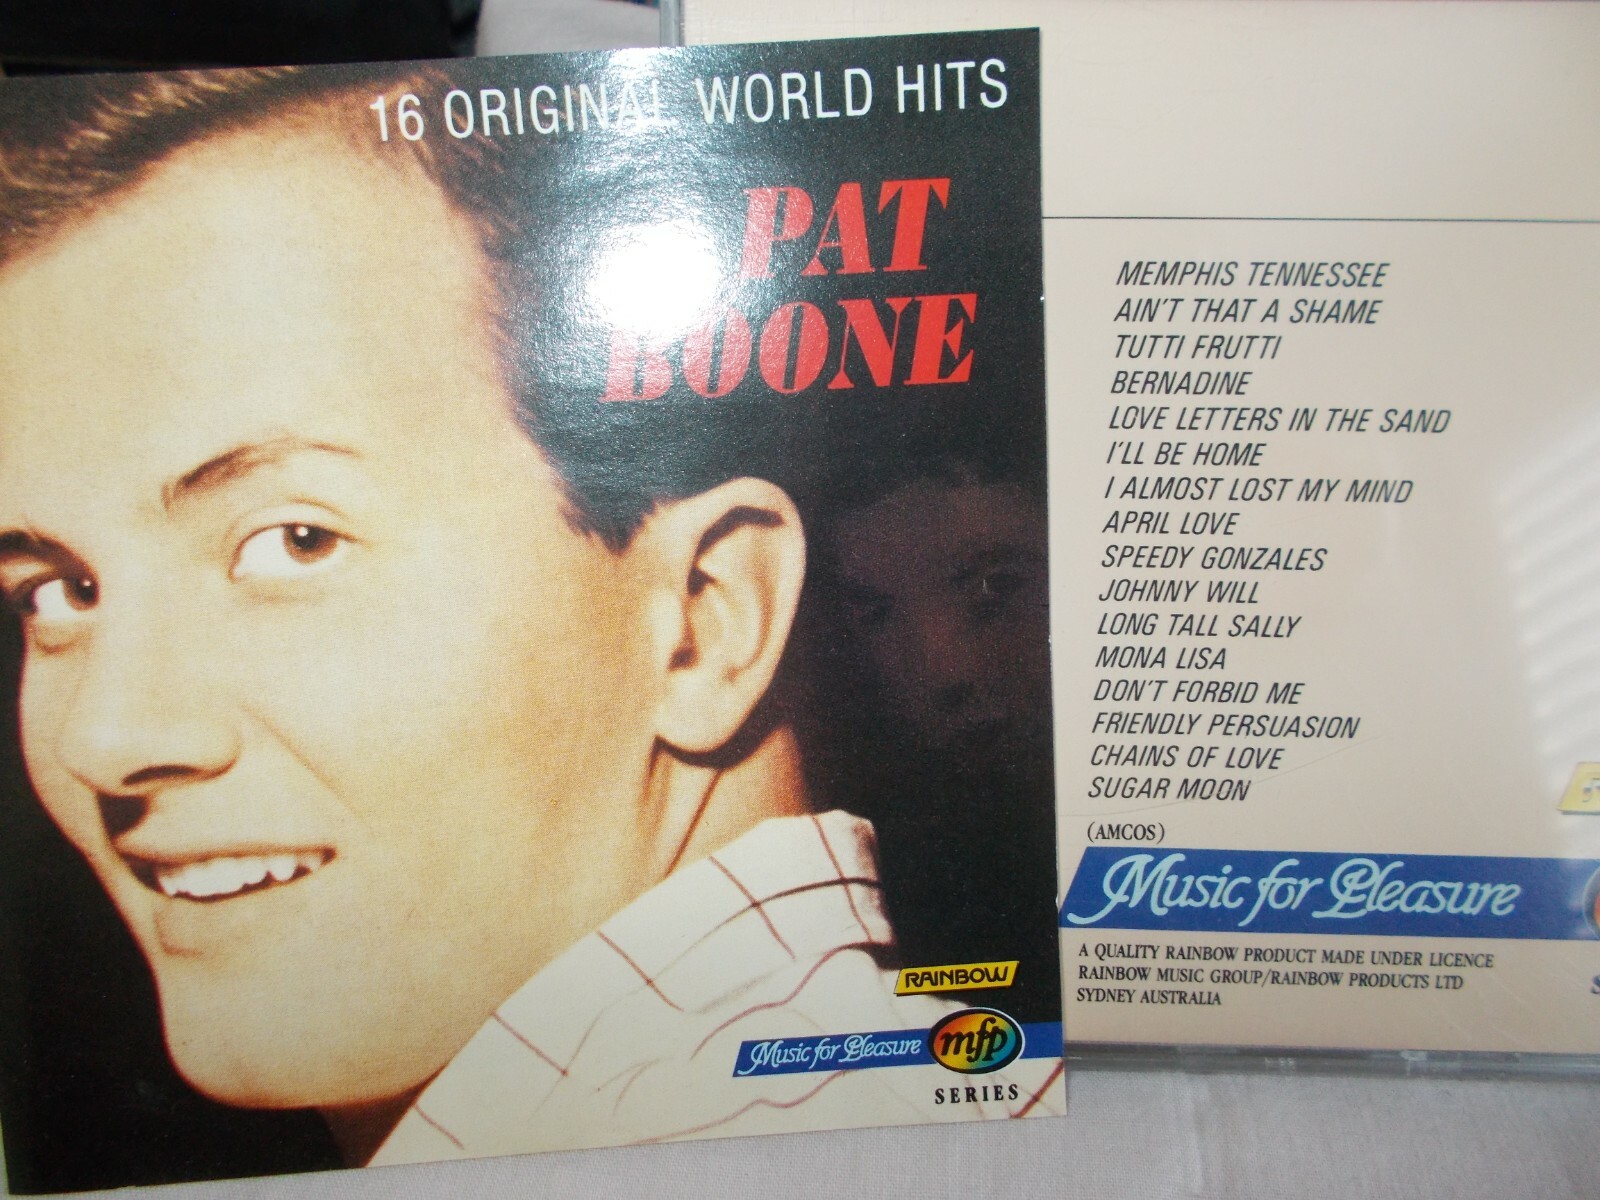 16 ORIGINAL WORLD HITS
PAT
BOONE
RAINBOW
Music for Pleasure
mfp
SERIES
MEMPHIS TENNESSEE
AIN'T THAT A SHAME
TUTTI FRUTTI
BERNADINE
LOVE LETTERS IN THE SAND
I'LL BE HOME
I ALMOST LOST MY MIND
APRIL LOVE
SPEEDY GONZALES
JOHNNY WILL
LONG TALL SALLY
MONA LISA
DON'T FORBID ME
FRIENDLY PERSUASION
CHAINS OF LOVE
SUGAR MOON
(AMCOS)
Music for Pleasure
A QUALITY RAINBOW PRODUCT MADE UNDER LICENCE
RAINBOW MUSIC GROUP/RAINBOW PRODUCTS LTD
SYDNEY AUSTRALIA